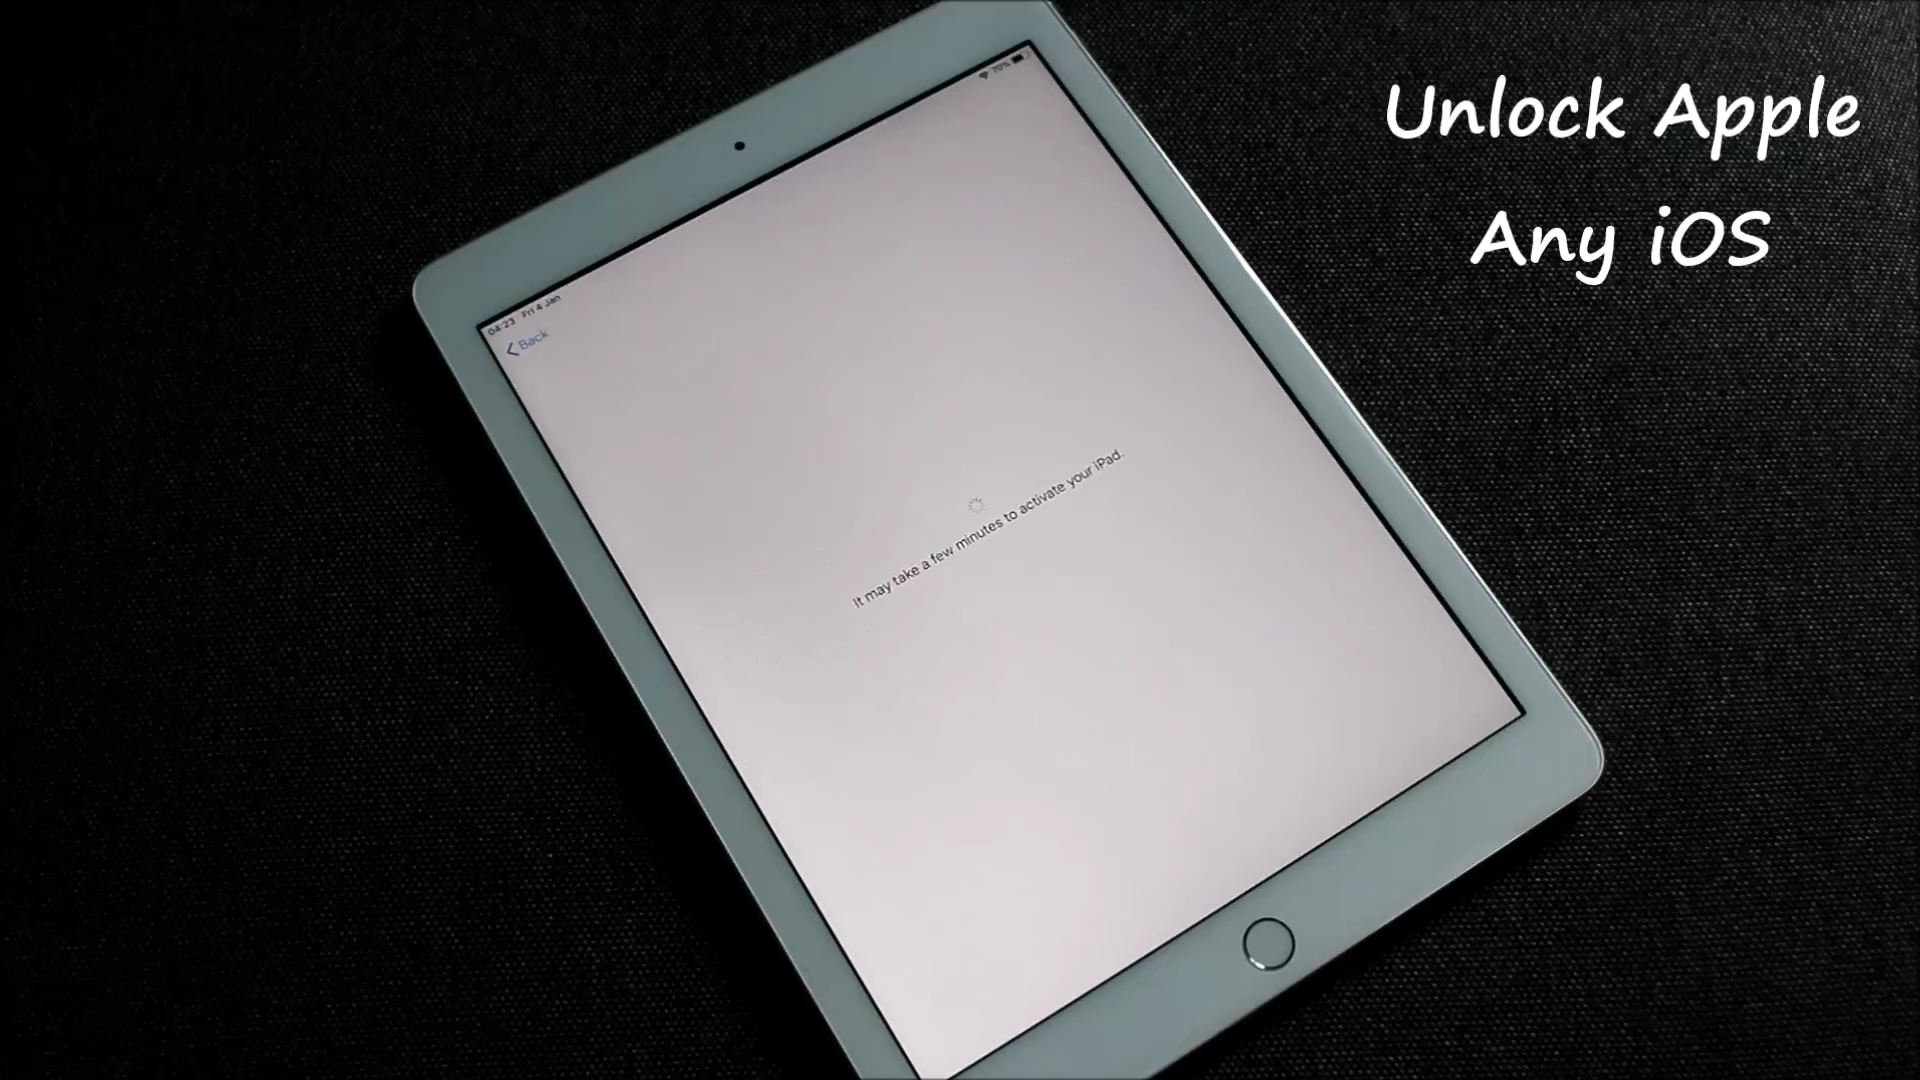 Unlock Apple
Any iOS
70%
04:23 Fri 4 Jan
Back
It may take a few minutes to activate your iPad.